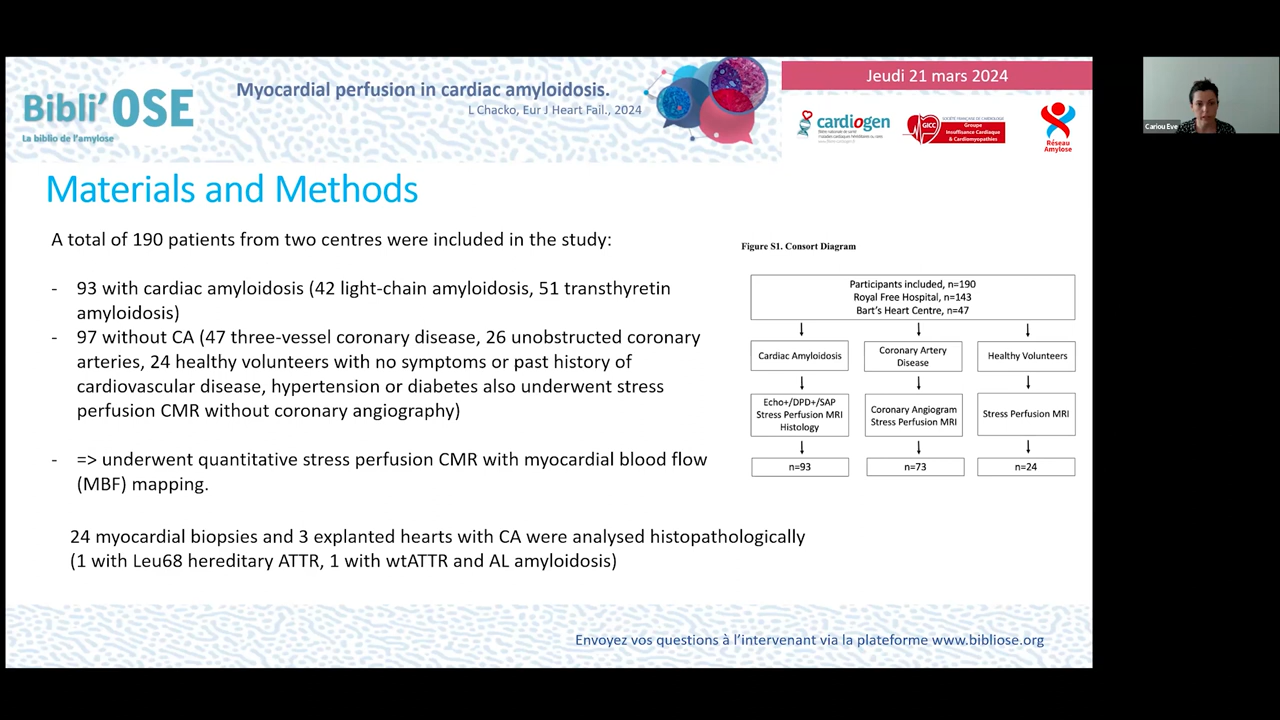 Bibli'OSE
La biblio de l'amylose
Myocardial perfusion in cardiac amyloidosis.
L Chacko, Eur J Heart Fail., 2024
Jeudi 21 mars 2024
cardiogen
GICC
Groupe
Insuffisance Cardiaque
& Cardiomyopathies
Réseau
Amylose
Cariou Eve
Materials and Methods
A total of 190 patients from two centres were included in the study:
- 93 with cardiac amyloidosis (42 light-chain amyloidosis, 51 transthyretin
amyloidosis)
- 97 without CA (47 three-vessel coronary disease, 26 unobstructed coronary
arteries, 24 healthy volunteers with no symptoms or past history of
cardiovascular disease, hypertension or diabetes also underwent stress
perfusion CMR without coronary angiography)
- => underwent quantitative stress perfusion CMR with myocardial blood flow
(MBF) mapping.
24 myocardial biopsies and 3 explanted hearts with CA were analysed histopathologically
(1 with Leu68 hereditary ATTR, 1 with wtATTR and AL amyloidosis)
Figure S1. Consort Diagram
Participants included, n=190
Royal Free Hospital, n=143
Bart's Heart Centre, n=47
Cardiac Amyloidosis
Coronary Artery
Disease
Healthy Volunteers
Echo+/DPD+/SAP
Stress Perfusion MRI
Histology
Coronary Angiogram
Stress Perfusion MRI
Stress Perfusion MRI
n=93
n=73
n=24
Envoyez vos questions à l'intervenant via la plateforme www.bibliose.org